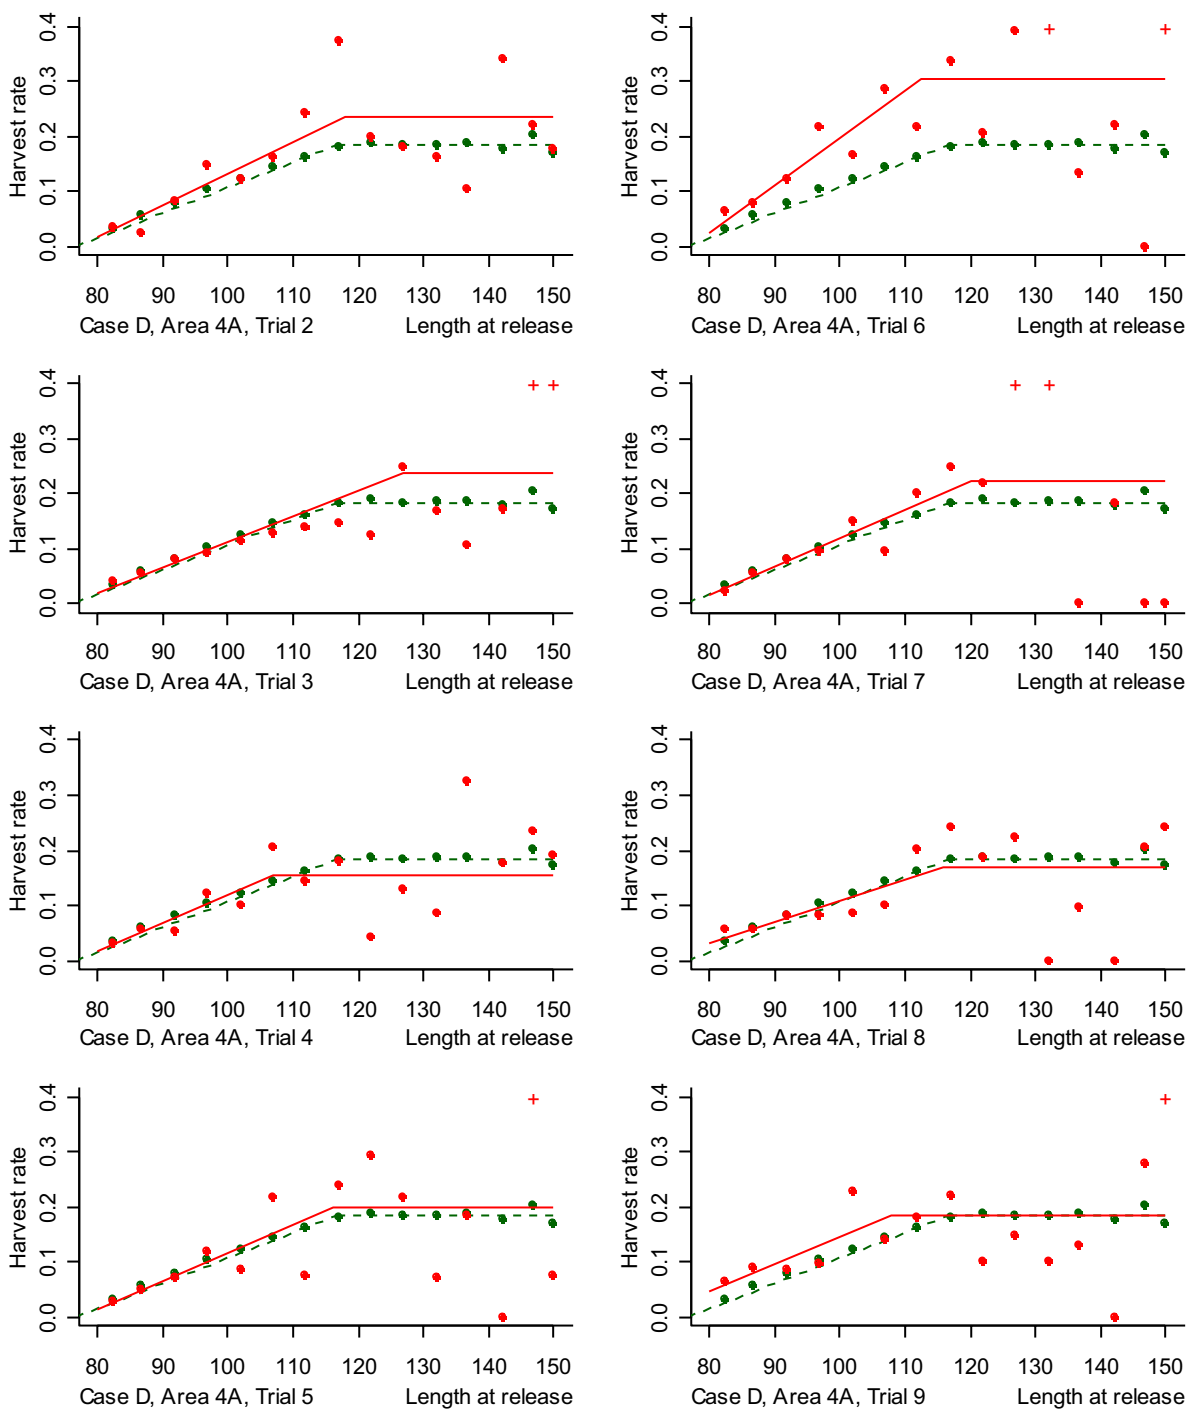 Harvest rate
0.0 0.1 0.2 0.3 0.4
80 90 100 110 120 130 140 150
Case D, Area 4A, Trial 2 Length at release
Harvest rate
0.0 0.1 0.2 0.3 0.4
80 90 100 110 120 130 140 150
Case D, Area 4A, Trial 6 Length at release
Harvest rate
0.0 0.1 0.2 0.3 0.4
80 90 100 110 120 130 140 150
Case D, Area 4A, Trial 3 Length at release
Harvest rate
0.0 0.1 0.2 0.3 0.4
80 90 100 110 120 130 140 150
Case D, Area 4A, Trial 7 Length at release
Harvest rate
0.0 0.1 0.2 0.3 0.4
80 90 100 110 120 130 140 150
Case D, Area 4A, Trial 4 Length at release
Harvest rate
0.0 0.1 0.2 0.3 0.4
80 90 100 110 120 130 140 150
Case D, Area 4A, Trial 8 Length at release
Harvest rate
0.0 0.1 0.2 0.3 0.4
80 90 100 110 120 130 140 150
Case D, Area 4A, Trial 5 Length at release
Harvest rate
0.0 0.1 0.2 0.3 0.4
80 90 100 110 120 130 140 150
Case D, Area 4A, Trial 9 Length at release